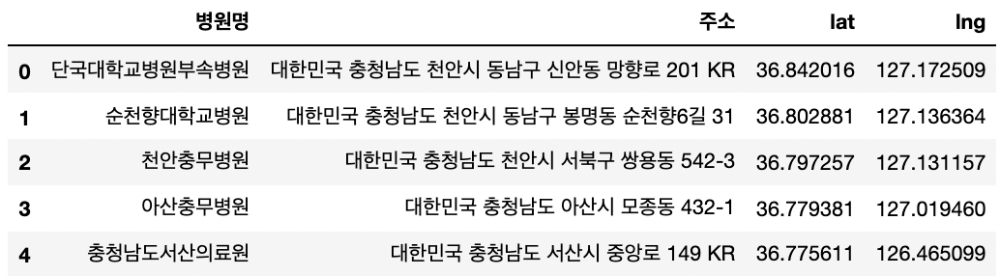 병원명 주소 lat lng
0 단국대학교병원부속병원 대한민국 충청남도 천안시 동남구 신안동 망향로 201 KR 36.842016 127.172509
1 순천향대학교병원 대한민국 충청남도 천안시 동남구 봉명동 순천향6길 31 36.802881 127.136364
2 천안충무병원 대한민국 충청남도 천안시 서북구 쌍용동 542-3 36.797257 127.131157
3 아산충무병원 대한민국 충청남도 아산시 모종동 432-1 36.779381 127.019460
4 충청남도서산의료원 대한민국 충청남도 서산시 중앙로 149 KR 36.775611 126.465099